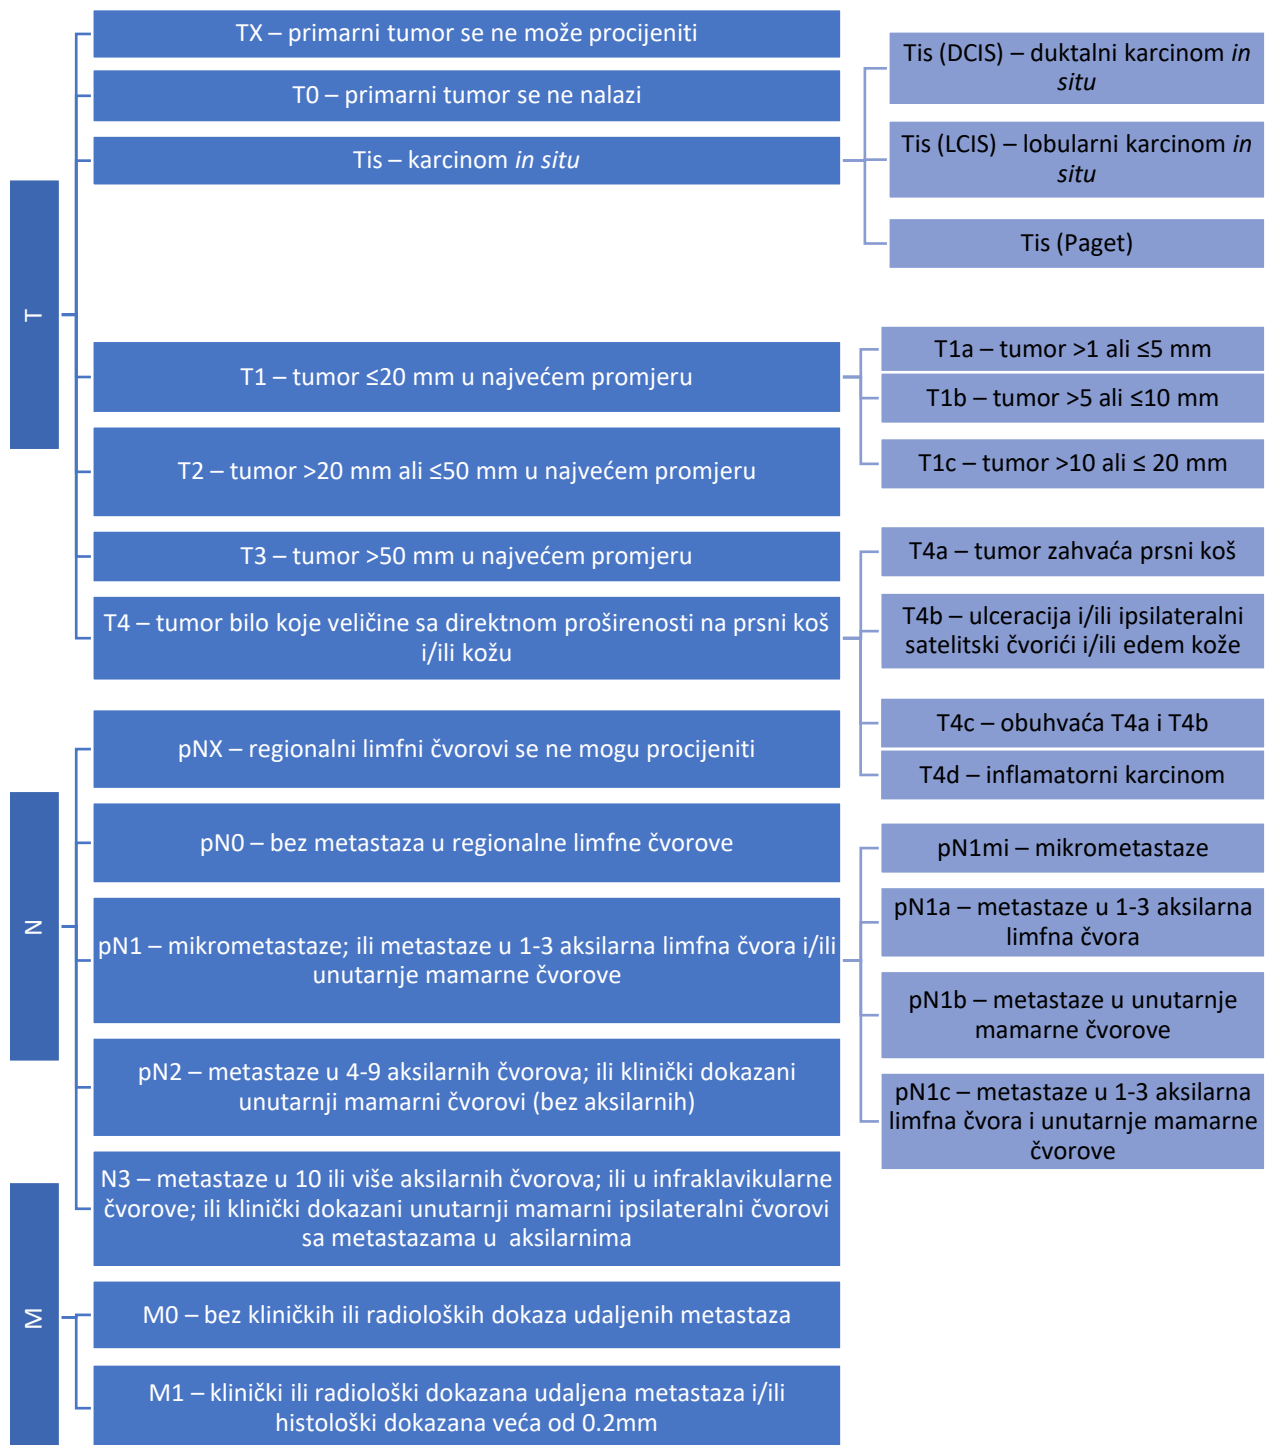 T
TX – primarni tumor se ne može procijeniti
T0 – primarni tumor se ne nalazi
Tis – karcinom in situ
Tis (DCIS) – duktalni karcinom in
situ
Tis (LCIS) – lobularni karcinom in
situ
Tis (Paget)
T1 – tumor ≤20 mm u najvećem promjeru
T1a – tumor >1 ali ≤5 mm
T1b – tumor >5 ali ≤10 mm
T1c – tumor >10 ali ≤ 20 mm
T2 – tumor >20 mm ali ≤50 mm u najvećem promjeru
T3 – tumor >50 mm u najvećem promjeru
T4 – tumor bilo koje veličine sa direktnom proširenosti na prsni koš
i/ili kožu
T4a – tumor zahvaća prsni koš
T4b – ulceracija i/ili ipsilateralni
satelitski čvorići i/ili edem kože
T4c – obuhvaća T4a i T4b
T4d – inflamatorni karcinom
N
pNX – regionalni limfni čvorovi se ne mogu procijeniti
pN0 – bez metastaza u regionalne limfne čvorove
pN1 – mikrometastaze; ili metastaze u 1-3 aksilarna limfna čvora i/ili
unutarnje mamarne čvorove
pN1mi – mikrometastaze
pN1a – metastaze u 1-3 aksilarna
limfna čvora
pN1b – metastaze u unutarnje
mamarne čvorove
pN1c – metastaze u 1-3 aksilarna
limfna čvora i unutarnje mamarne
čvorove
pN2 – metastaze u 4-9 aksilarnih čvorova; ili klinički dokazani
unutarnji mamarni čvorovi (bez aksilarnih)
N3 – metastaze u 10 ili više aksilarnih čvorova; ili u infraklavikularne
čvorove; ili klinički dokazani unutarnji mamarni ipsilateralni čvorovi
sa metastazama u  aksilarnima
M
M0 – bez kliničkih ili radioloških dokaza udaljenih metastaza
M1 – klinički ili radiološki dokazana udaljena metastaza i/ili
histološki dokazana veća od 0.2mm